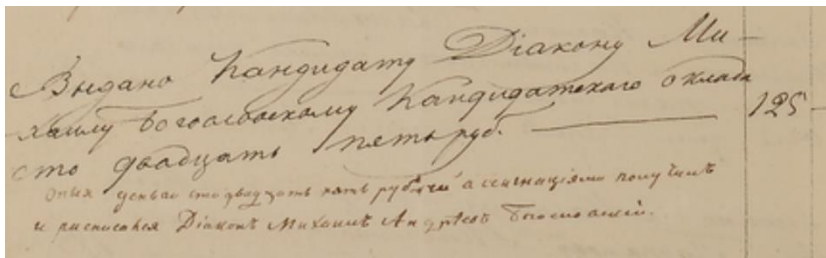 Выдано Кандидату Діакону Ми-
хаилу Богословскому Кандидатскаго оклада
сто двадцать пять руб. 125
Оныя деньги сто двадцать пять рублей ассигнаціями получилъ
и расписался Діаконъ Михаилъ Андреевъ Богословскій.